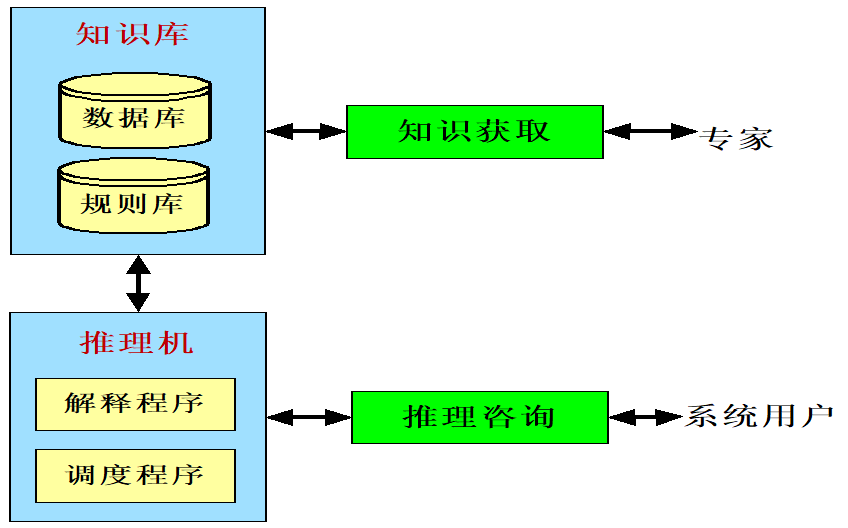 知识库
数据库
规则库
知识获取
专家
推理机
解释程序
调度程序
推理咨询
系统用户